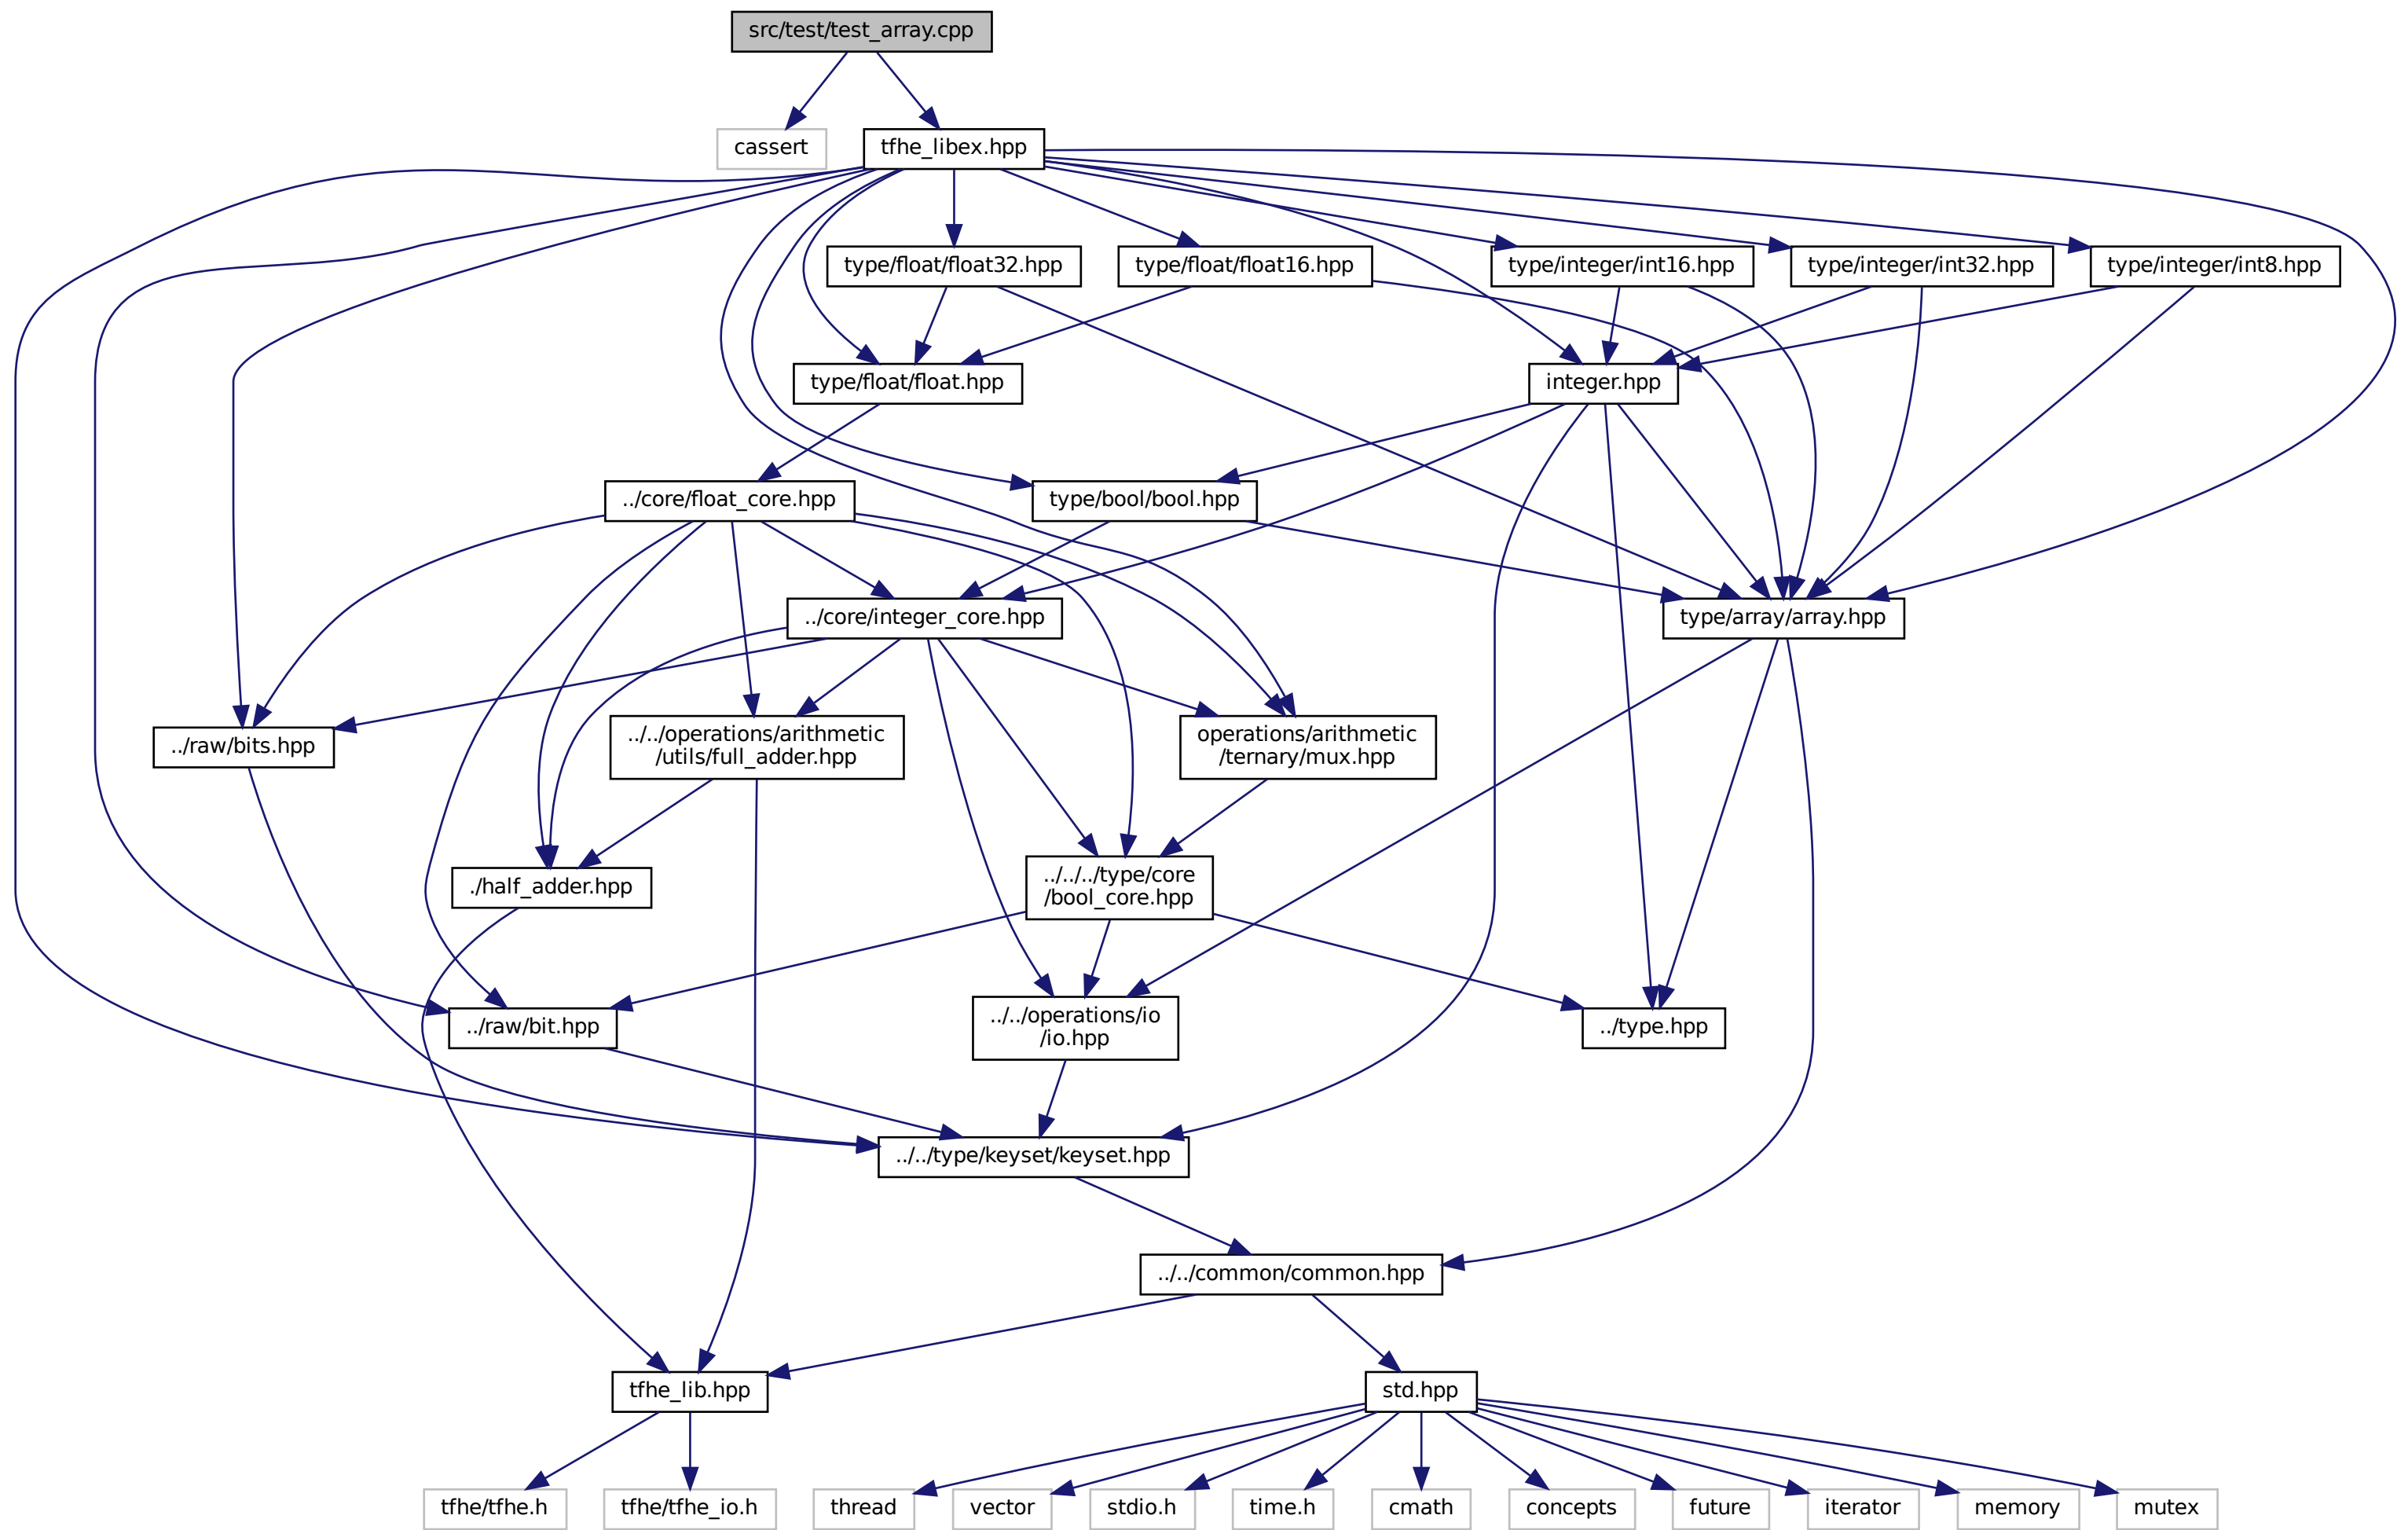 src/test/test_array.cpp
cassert
tfhe_libex.hpp
type/float/float32.hpp
type/float/float16.hpp
type/integer/int16.hpp
type/integer/int32.hpp
type/integer/int8.hpp
type/float/float.hpp
integer.hpp
../core/float_core.hpp
type/bool/bool.hpp
../core/integer_core.hpp
type/array/array.hpp
../raw/bits.hpp
../../operations/arithmetic
/utils/full_adder.hpp
operations/arithmetic
/ternary/mux.hpp
./half_adder.hpp
../../../type/core
/bool_core.hpp
../raw/bit.hpp
../../operations/io
/io.hpp
../type.hpp
../../type/keyset/keyset.hpp
../../common/common.hpp
tfhe_lib.hpp
std.hpp
tfhe/tfhe.h
tfhe/tfhe_io.h
thread
vector
stdio.h
time.h
cmath
concepts
future
iterator
memory
mutex